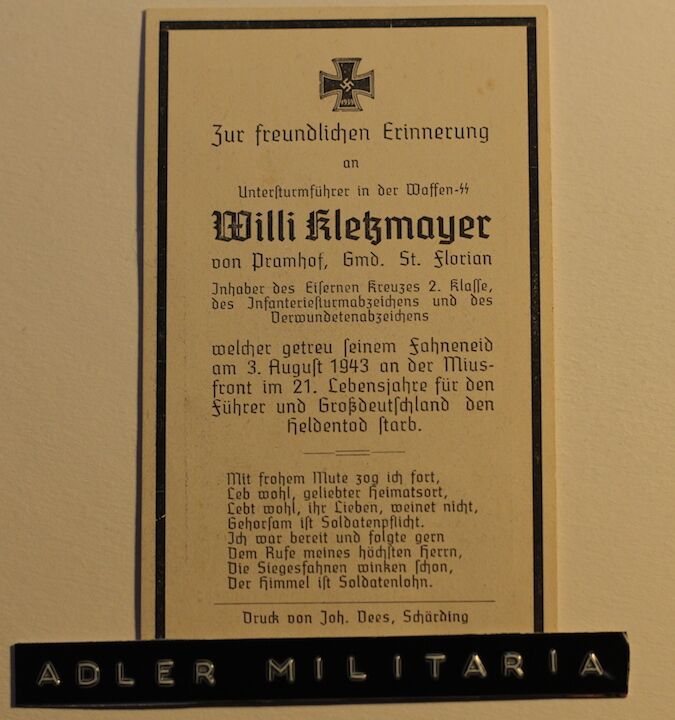 1939
Zur freundlichen Erinnerung
an
Untersturmführer in der Waffen-ᛋᛋ
Willi Kletzmayer
von Pramhof, Gmd. St. Florian
Inhaber des Eisernen Kreuzes 2. Klasse,
des Infanteriesturmabzeichens und des
Verwundetenabzeichens
welcher getreu seinem Fahneneid
am 3. August 1943 an der Mius-
front im 21. Lebensjahre für den
Führer und Großdeutschland den
Heldentod starb.
Mit frohem Mute zog ich fort,
Leb wohl, geliebter Heimatsort,
Lebt wohl, ihr Lieben, weinet nicht,
Gehorsam ist Soldatenpflicht.
Ich war bereit und folgte gern
Dem Rufe meines höchsten Herrn,
Die Siegesfahnen winken schon,
Der Himmel ist Soldatenlohn.
Druck von Joh. Vees, Schärding
ADLER MILITARIA